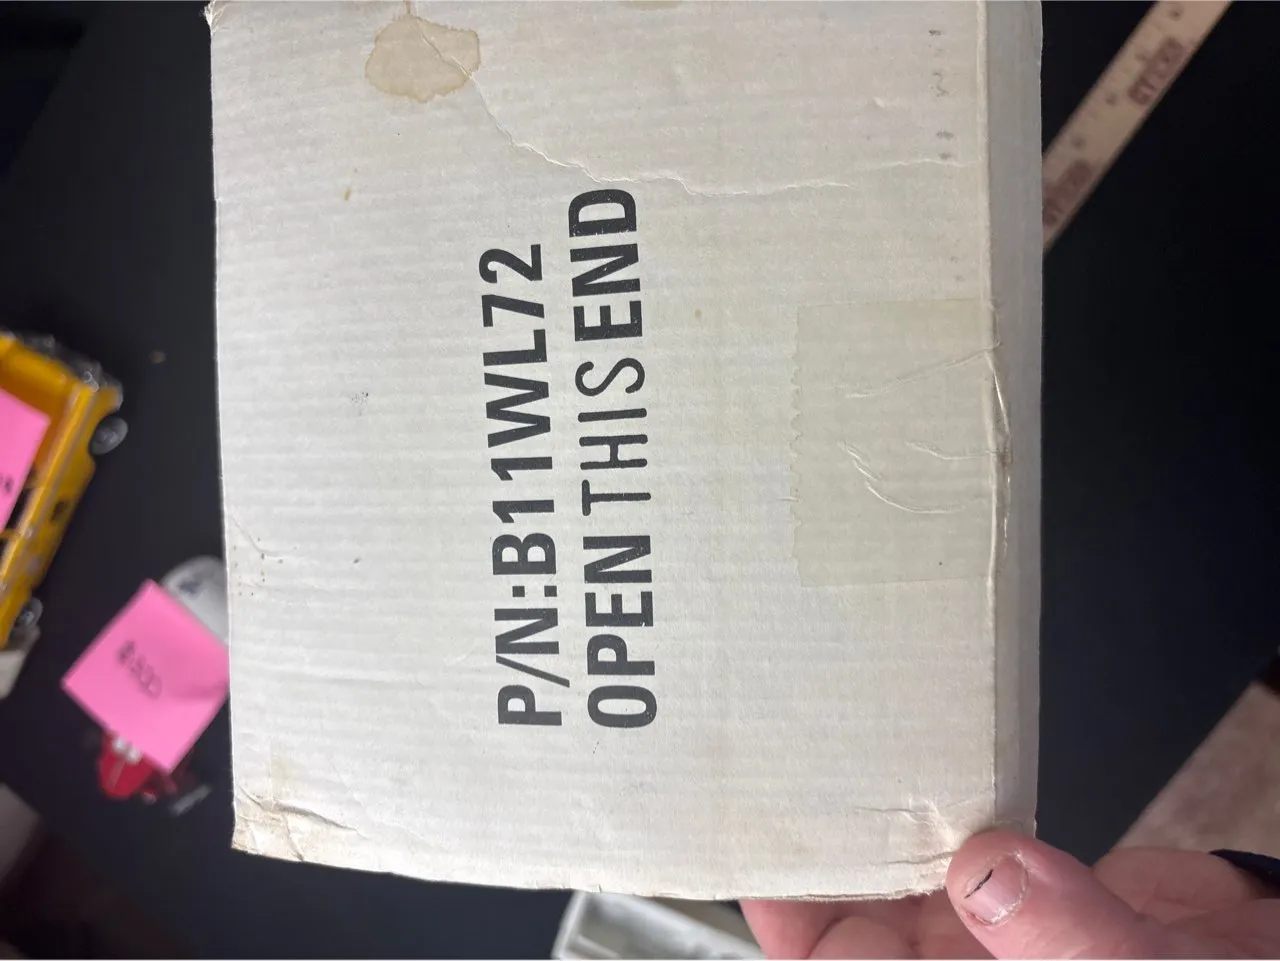 P/N:B11WL72
OPEN THIS END